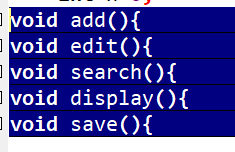 void add(){
void edit(){
void search(){
void display(){
void save(){